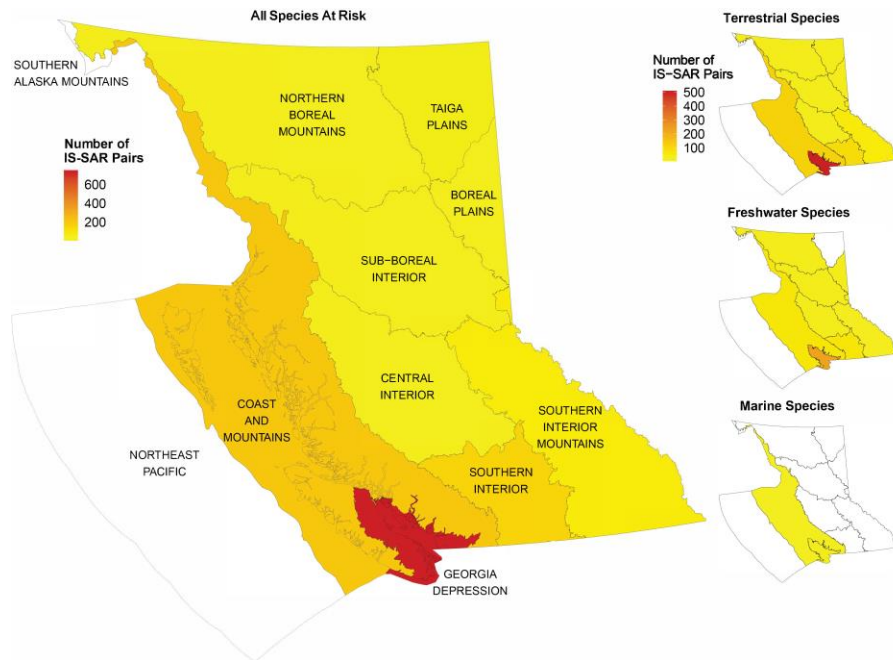 All Species At Risk
SOUTHERN
ALASKA MOUNTAINS
NORTHERN
BOREAL
MOUNTAINS
TAIGA
PLAINS
Number of
IS-SAR Pairs
600
400
200
BOREAL
PLAINS
SUB-BOREAL
INTERIOR
CENTRAL
INTERIOR
COAST
AND
MOUNTAINS
SOUTHERN
INTERIOR
MOUNTAINS
NORTHEAST
PACIFIC
SOUTHERN
INTERIOR
GEORGIA
DEPRESSION
Terrestrial Species
Number of
IS-SAR Pairs
500
400
300
200
100
Freshwater Species
Marine Species